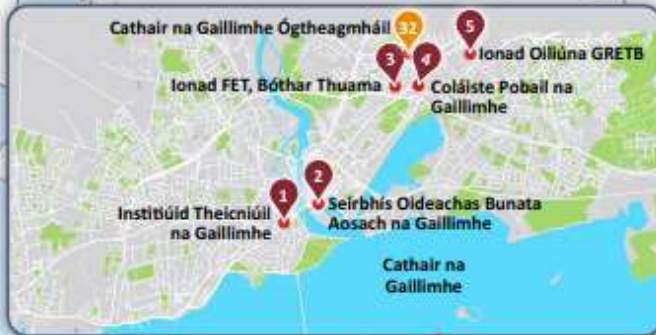 Cathair na Gaillimhe Ógtheagmháil
32
5
Ionad Oiliúna GRETB
3
4
Ionad FET, Bóthar Thuama
Coláiste Pobail na
Gaillimhe
1
2
Institiúid Theicniúil
na Gaillimhe
Seirbhís Oideachas Bunata
Aosach na Gaillimhe
Cathair na
Gaillimhe